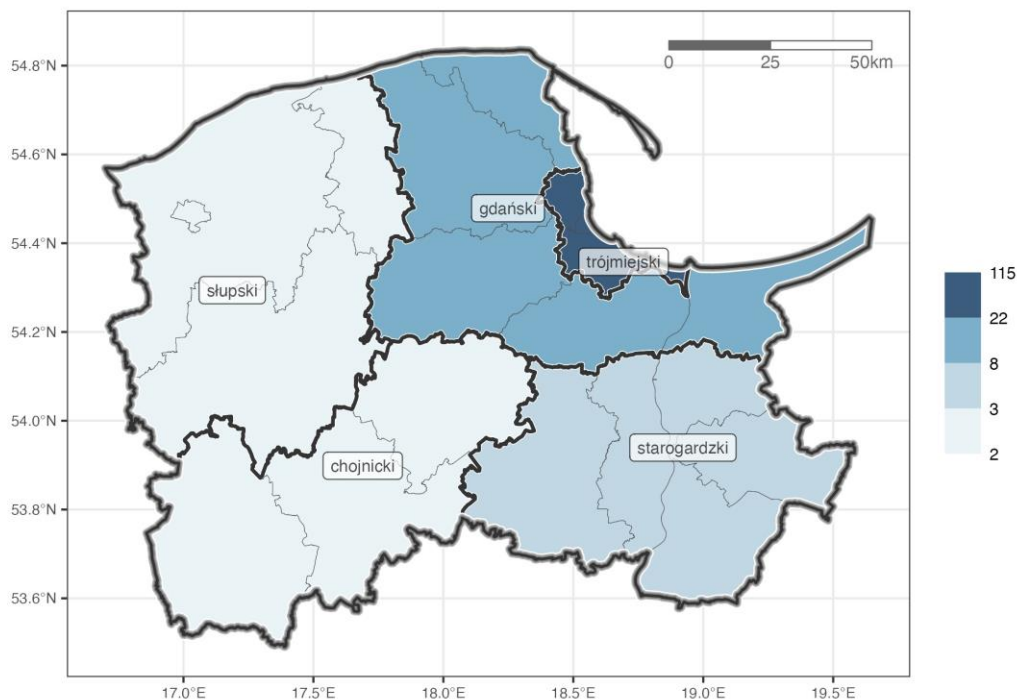 54.8°N
54.6°N
54.4°N
54.2°N
54.0°N
53.8°N
53.6°N
0 25 50km
gdański
trójmiejski
słupski
starogardzki
chojnicki
115
22
8
3
2
17.0°E 17.5°E 18.0°E 18.5°E 19.0°E 19.5°E